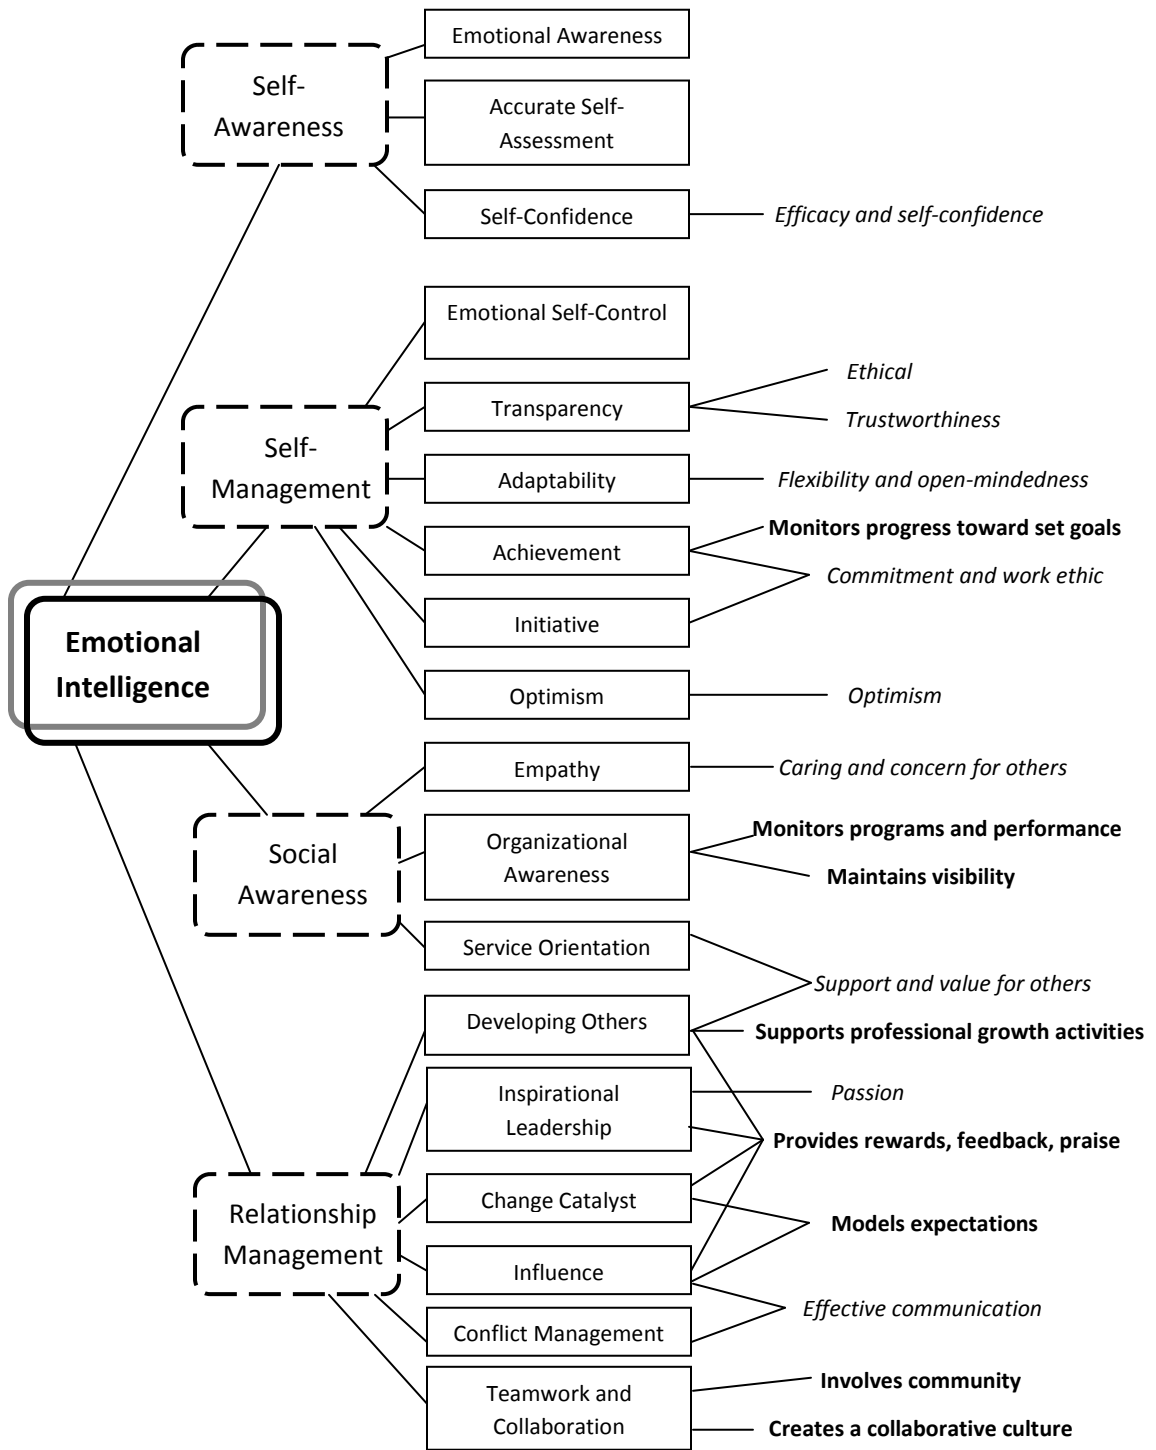 Emotional Awareness
Self-
Awareness
Accurate Self-
Assessment
Self-Confidence
Efficacy and self-confidence
Emotional Self-Control
Ethical
Transparency
Trustworthiness
Self-
Management
Adaptability
Flexibility and open-mindedness
Monitors progress toward set goals
Achievement
Commitment and work ethic
Initiative
Emotional
Intelligence
Optimism
Optimism
Empathy
Caring and concern for others
Social
Awareness
Organizational
Awareness
Monitors programs and performance
Maintains visibility
Service Orientation
Support and value for others
Developing Others
Supports professional growth activities
Inspirational
Leadership
Passion
Provides rewards, feedback, praise
Relationship
Management
Change Catalyst
Models expectations
Influence
Effective communication
Conflict Management
Involves community
Teamwork and
Collaboration
Creates a collaborative culture